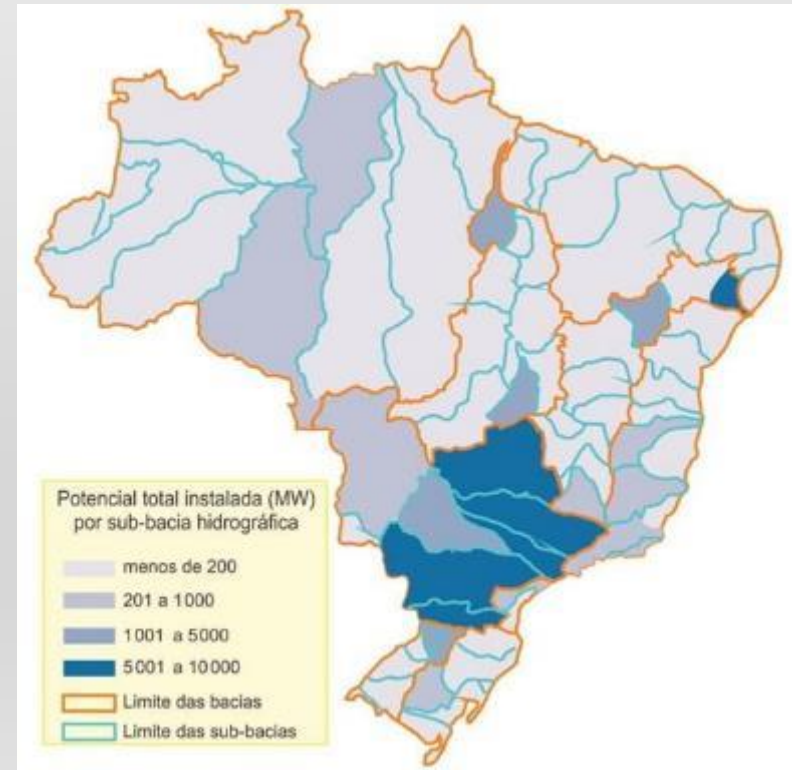 Potencial total instalada (MW)
por sub-bacia hidrográfica
menos de 200
201 a 1000
1001 a 5000
5001 a 10000
Limite das bacias
Limite das sub-bacias